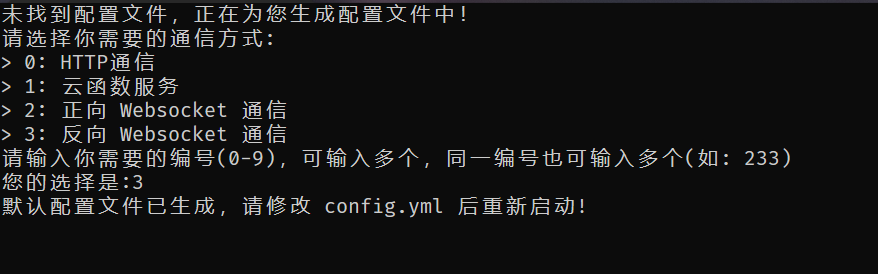 未找到配置文件，正在为您生成配置文件中！
请选择你需要的通信方式：
> 0: HTTP通信
> 1: 云函数服务
> 2: 正向 Websocket 通信
> 3: 反向 Websocket 通信
请输入你需要的编号(0-9)，可输入多个，同一编号也可输入多个(如: 233)
您的选择是:3
默认配置文件已生成，请修改 config.yml 后重新启动!